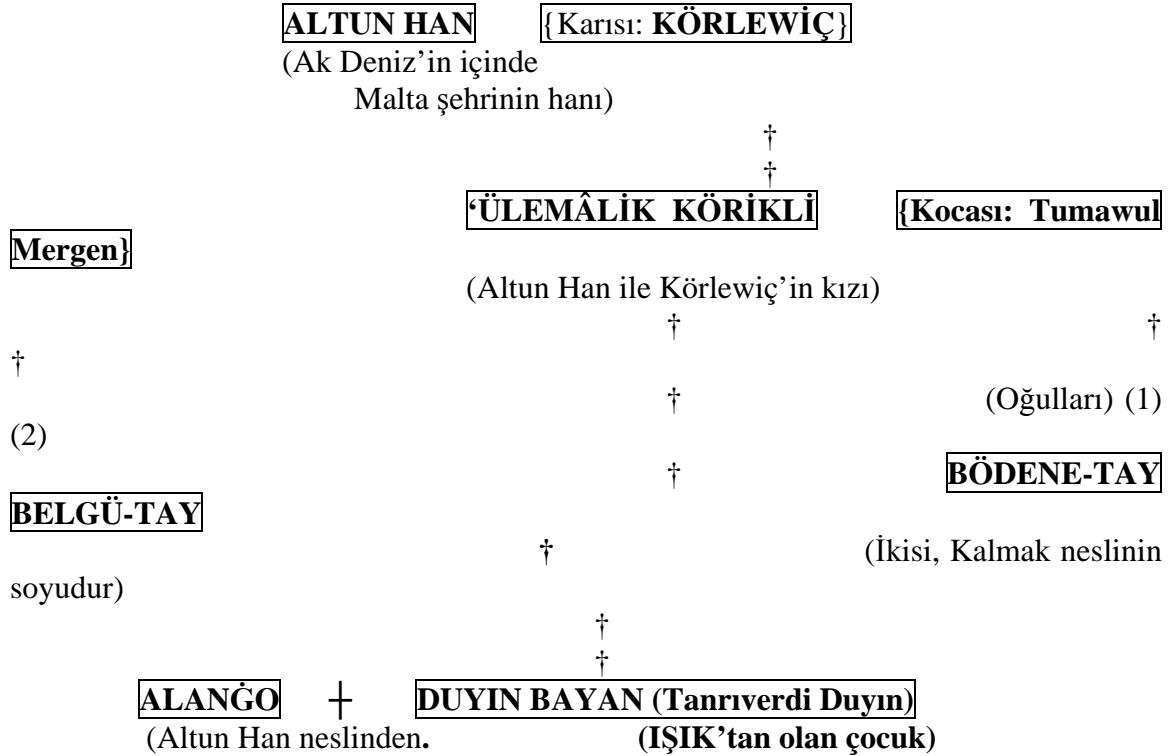 ALTUN HAN {Karısı: KÖRLEWİÇ}
(Ak Deniz’in içinde
Malta şehrinin hanı)
†
†
‘ÜLEMÂLİK KÖRİKLİ {Kocası: Tumawul
Mergen}
(Altun Han ile Körlewiç’in kızı)
† †
†
† (Oğulları) (1)
(2)
† BÖDENE-TAY
BELGÜ-TAY
† (İkisi, Kalmak neslinin
soyudur)
†
†
ALANĠO ┼ DUYIN BAYAN (Tanrıverdi Duyın)
(Altun Han neslinden. (IŞIK’tan olan çocuk)